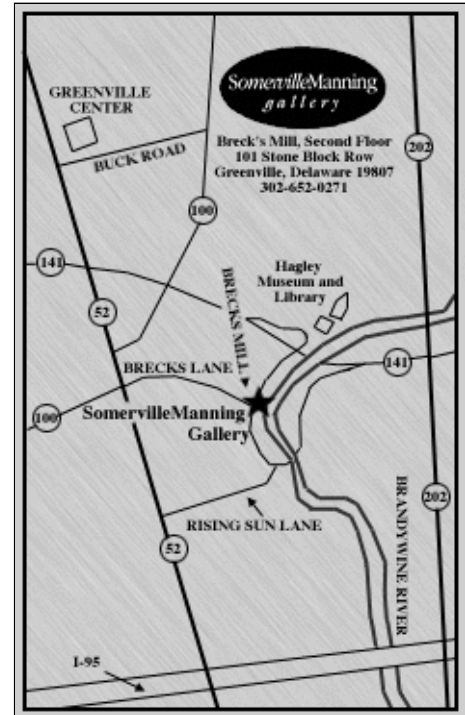 SomervilleManning
gallery
GREENVILLE
CENTER
Breck's Mill, Second Floor
101 Stone Block Row
Greenville, Delaware 19807
302-652-0271
BUCK ROAD
202
100
141
Hagley
Museum and
Library
BRECKS MILL
52
BRECKS LANE
141
100
SomervilleManning
Gallery
BRANDYWINE RIVER
202
RISING SUN LANE
52
I-95